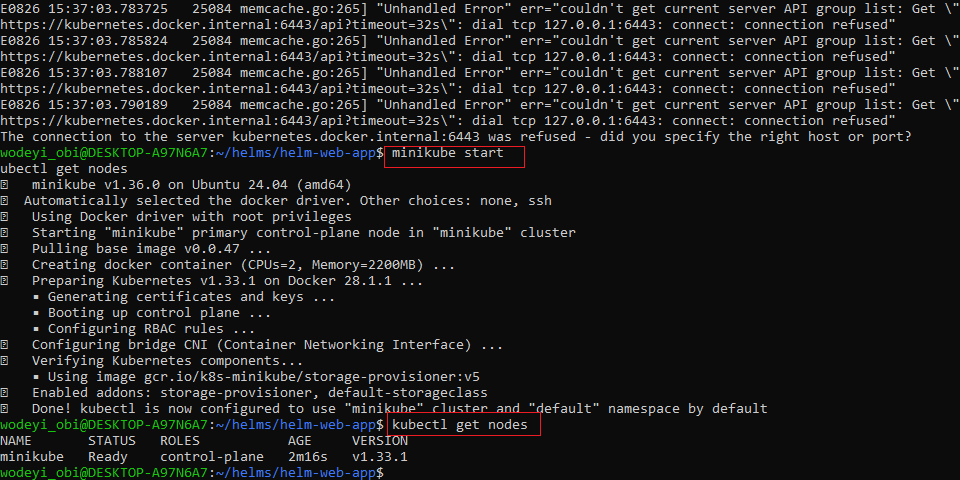 E0826 15:37:03.783725   25084 memcache.go:265] "Unhandled Error" err="couldn't get current server API group list: Get \"
https://kubernetes.docker.internal:6443/api?timeout=32s\": dial tcp 127.0.0.1:6443: connect: connection refused"
E0826 15:37:03.785824   25084 memcache.go:265] "Unhandled Error" err="couldn't get current server API group list: Get \"
https://kubernetes.docker.internal:6443/api?timeout=32s\": dial tcp 127.0.0.1:6443: connect: connection refused"
E0826 15:37:03.788107   25084 memcache.go:265] "Unhandled Error" err="couldn't get current server API group list: Get \"
https://kubernetes.docker.internal:6443/api?timeout=32s\": dial tcp 127.0.0.1:6443: connect: connection refused"
E0826 15:37:03.790189   25084 memcache.go:265] "Unhandled Error" err="couldn't get current server API group list: Get \"
https://kubernetes.docker.internal:6443/api?timeout=32s\": dial tcp 127.0.0.1:6443: connect: connection refused"
The connection to the server kubernetes.docker.internal:6443 was refused - did you specify the right host or port?
wodeyi_obi@DESKTOP-A97N6A7:~/helms/helm-web-app$ minikube start
ubectl get nodes
minikube v1.36.0 on Ubuntu 24.04 (amd64)
Automatically selected the docker driver. Other choices: none, ssh
Using Docker driver with root privileges
Starting "minikube" primary control-plane node in "minikube" cluster
Pulling base image v0.0.47 ...
Creating docker container (CPUs=2, Memory=2200MB) ...
Preparing Kubernetes v1.33.1 on Docker 28.1.1 ...
▪ Generating certificates and keys ...
▪ Booting up control plane ...
▪ Configuring RBAC rules ...
Configuring bridge CNI (Container Networking Interface) ...
Verifying Kubernetes components...
▪ Using image gcr.io/k8s-minikube/storage-provisioner:v5
Enabled addons: storage-provisioner, default-storageclass
Done! kubectl is now configured to use "minikube" cluster and "default" namespace by default
wodeyi_obi@DESKTOP-A97N6A7:~/helms/helm-web-app$ kubectl get nodes
NAME       STATUS   ROLES           AGE     VERSION
minikube   Ready    control-plane   2m16s   v1.33.1
wodeyi_obi@DESKTOP-A97N6A7:~/helms/helm-web-app$